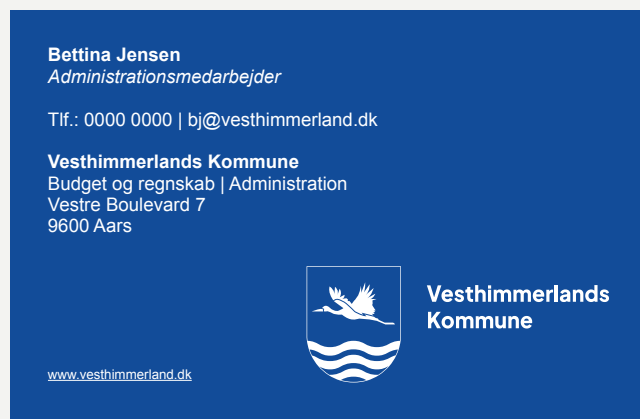 Bettina Jensen
Administrationsmedarbejder
Tlf.: 0000 0000 | bj@vesthimmerland.dk
Vesthimmerlands Kommune
Budget og regnskab | Administration
Vestre Boulevard 7
9600 Aars
Vesthimmerlands
Kommune
www.vesthimmerland.dk